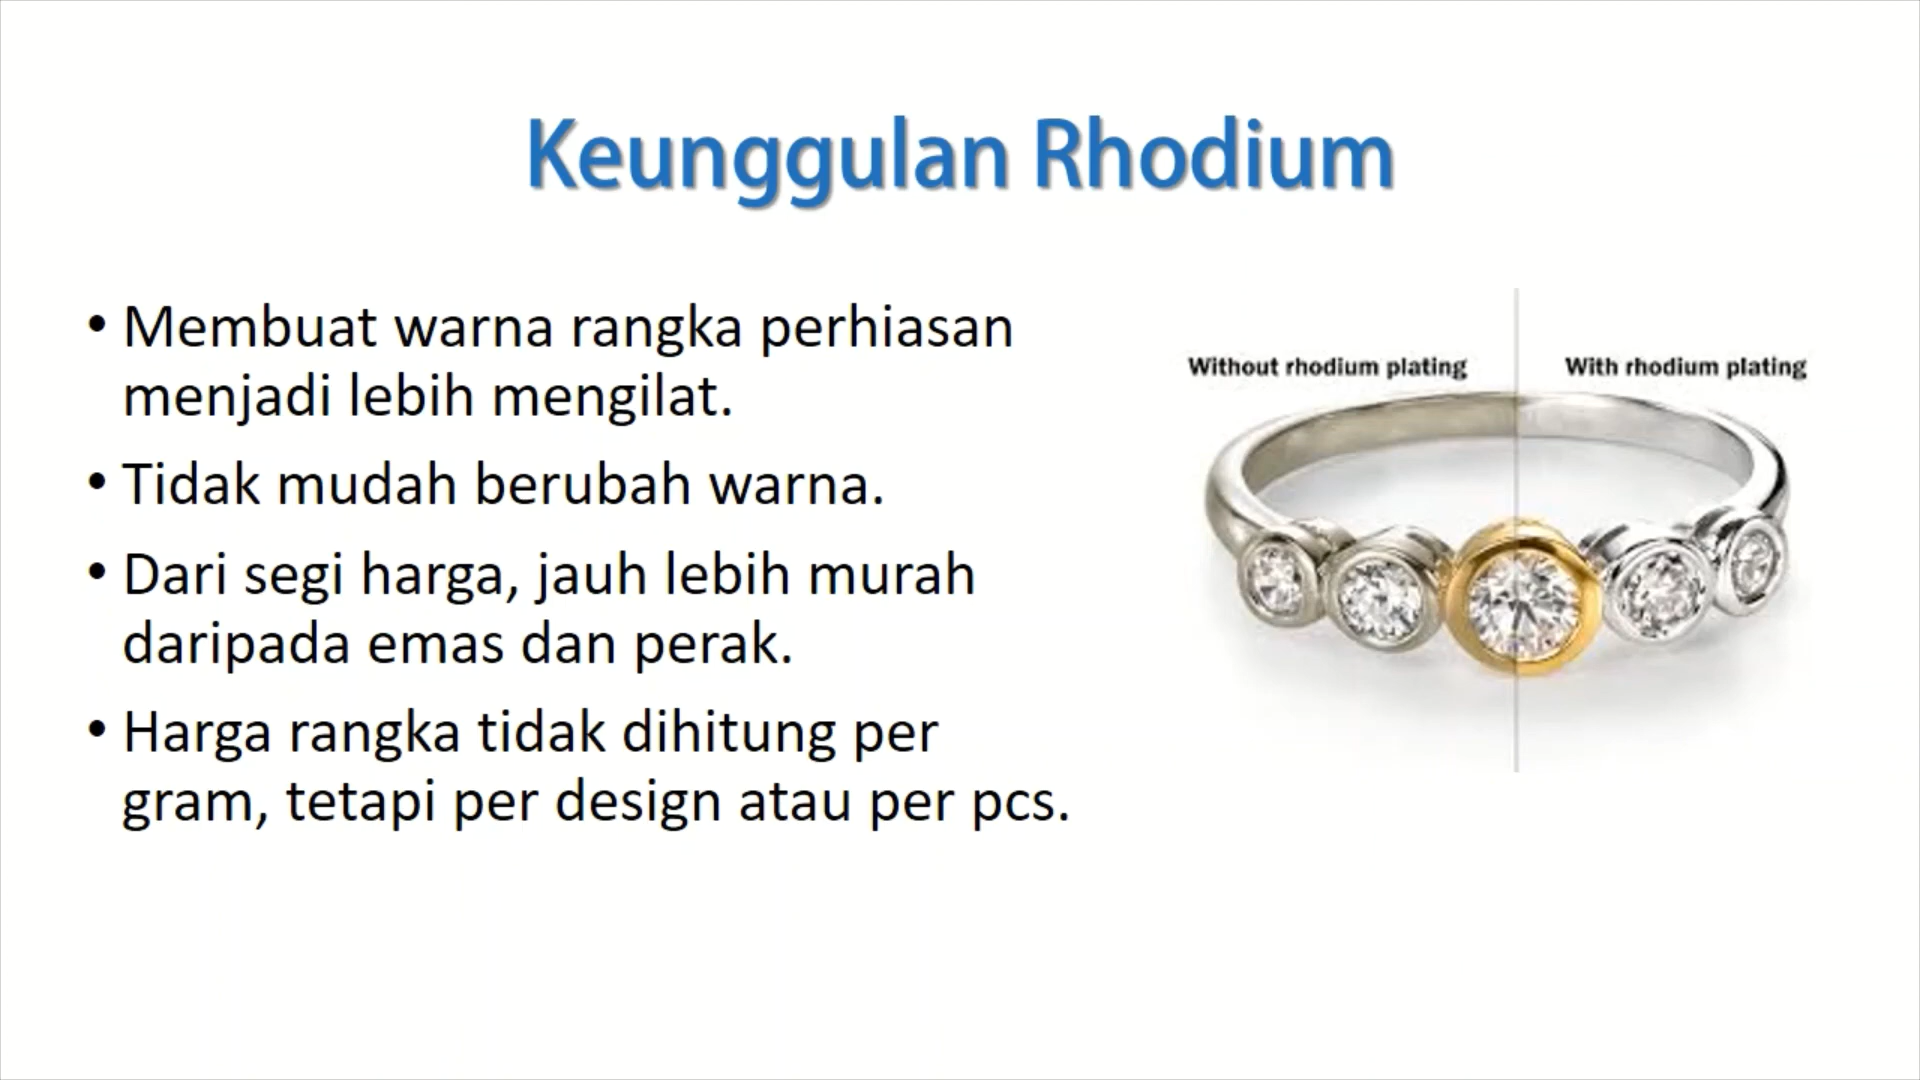 Keunggulan Rhodium
• Membuat warna rangka perhiasan
menjadi lebih mengilat.
• Tidak mudah berubah warna.
• Dari segi harga, jauh lebih murah
daripada emas dan perak.
• Harga rangka tidak dihitung per
gram, tetapi per design atau per pcs.
Without rhodium plating
With rhodium plating